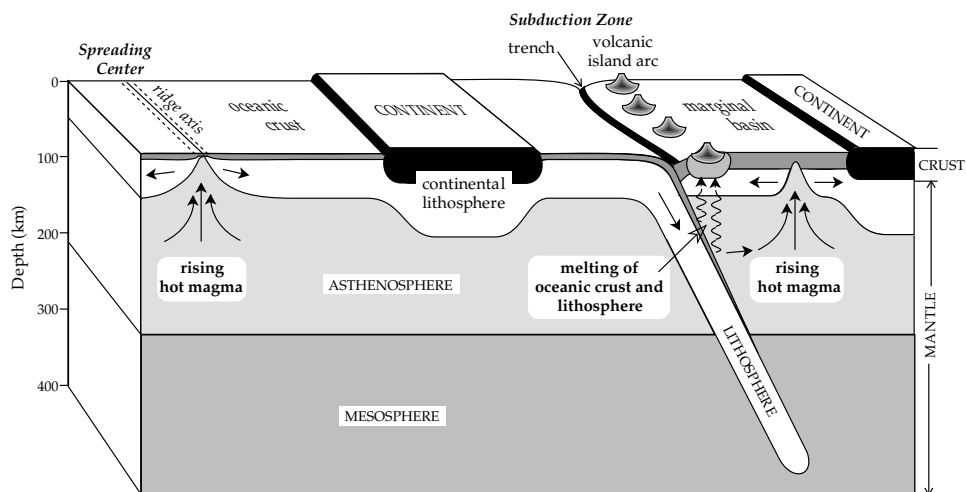 Subduction Zone
trench
volcanic
island arc
Spreading
Center
ridge axis
oceanic
crust
CONTINENT
marginal
basin
CONTINENT
CRUST
continental
lithosphere
0
100
200
300
400
Depth (km)
rising
hot magma
ASTHENOSPHERE
melting of
oceanic crust and
lithosphere
rising
hot magma
MANTLE
LITHOSPHERE
MESOSPHERE